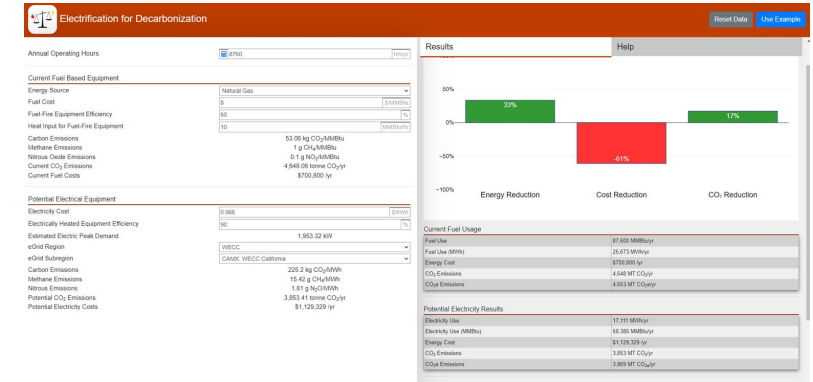 Electrification for Decarbonization
Reset Data
Use Example
Annual Operating Hours 8760 hrs/yr
Current Fuel Based Equipment
Energy Source Natural Gas
Fuel Cost 8 $/MMBtu
Fuel-Fire Equipment Efficiency 60 %
Heat Input for Fuel-Fire Equipment 10 MMBtu/hr
Carbon Emissions 53.06 kg CO₂/MMBtu
Methane Emissions 1 g CH₄/MMBtu
Nitrous Oxide Emissions 0.1 g NO₂/MMBtu
Current CO₂ Emissions 4,648.06 tonne CO₂/yr
Current Fuel Costs $700,800 /yr
Potential Electrical Equipment
Electricity Cost 0.066 $/kWh
Electrically Heated Equipment Efficiency 90 %
Estimated Electric Peak Demand 1,953.32 kW
eGrid Region WECC
eGrid Subregion CAMX: WECC California
Carbon Emissions 225.2 kg CO₂/MWh
Methane Emissions 15.42 g CH₄/MWh
Nitrous Emissions 1.81 g N₂O/MWh
Potential CO₂ Emissions 3,853.41 tonne CO₂/yr
Potential Electricity Costs $1,129,329 /yr
Results Help
50%
0%
−50%
−100%
33%
-61%
17%
Energy Reduction Cost Reduction CO₂ Reduction
Current Fuel Usage
Fuel Use 87,600 MMBtu/yr
Fuel Use (MWh) 25,673 MWh/yr
Energy Cost $700,800 /yr
CO₂ Emissions 4,648 MT CO₂/yr
CO₂e Emissions 4,653 MT CO₂e/yr
Potential Electricity Results
Electricity Use 17,111 MWh/yr
Electricity Use (MMBtu) 58,385 MMBtu/yr
Energy Cost $1,129,329 /yr
CO₂ Emissions 3,853 MT CO₂/yr
CO₂e Emissions 3,869 MT CO₂e/yr